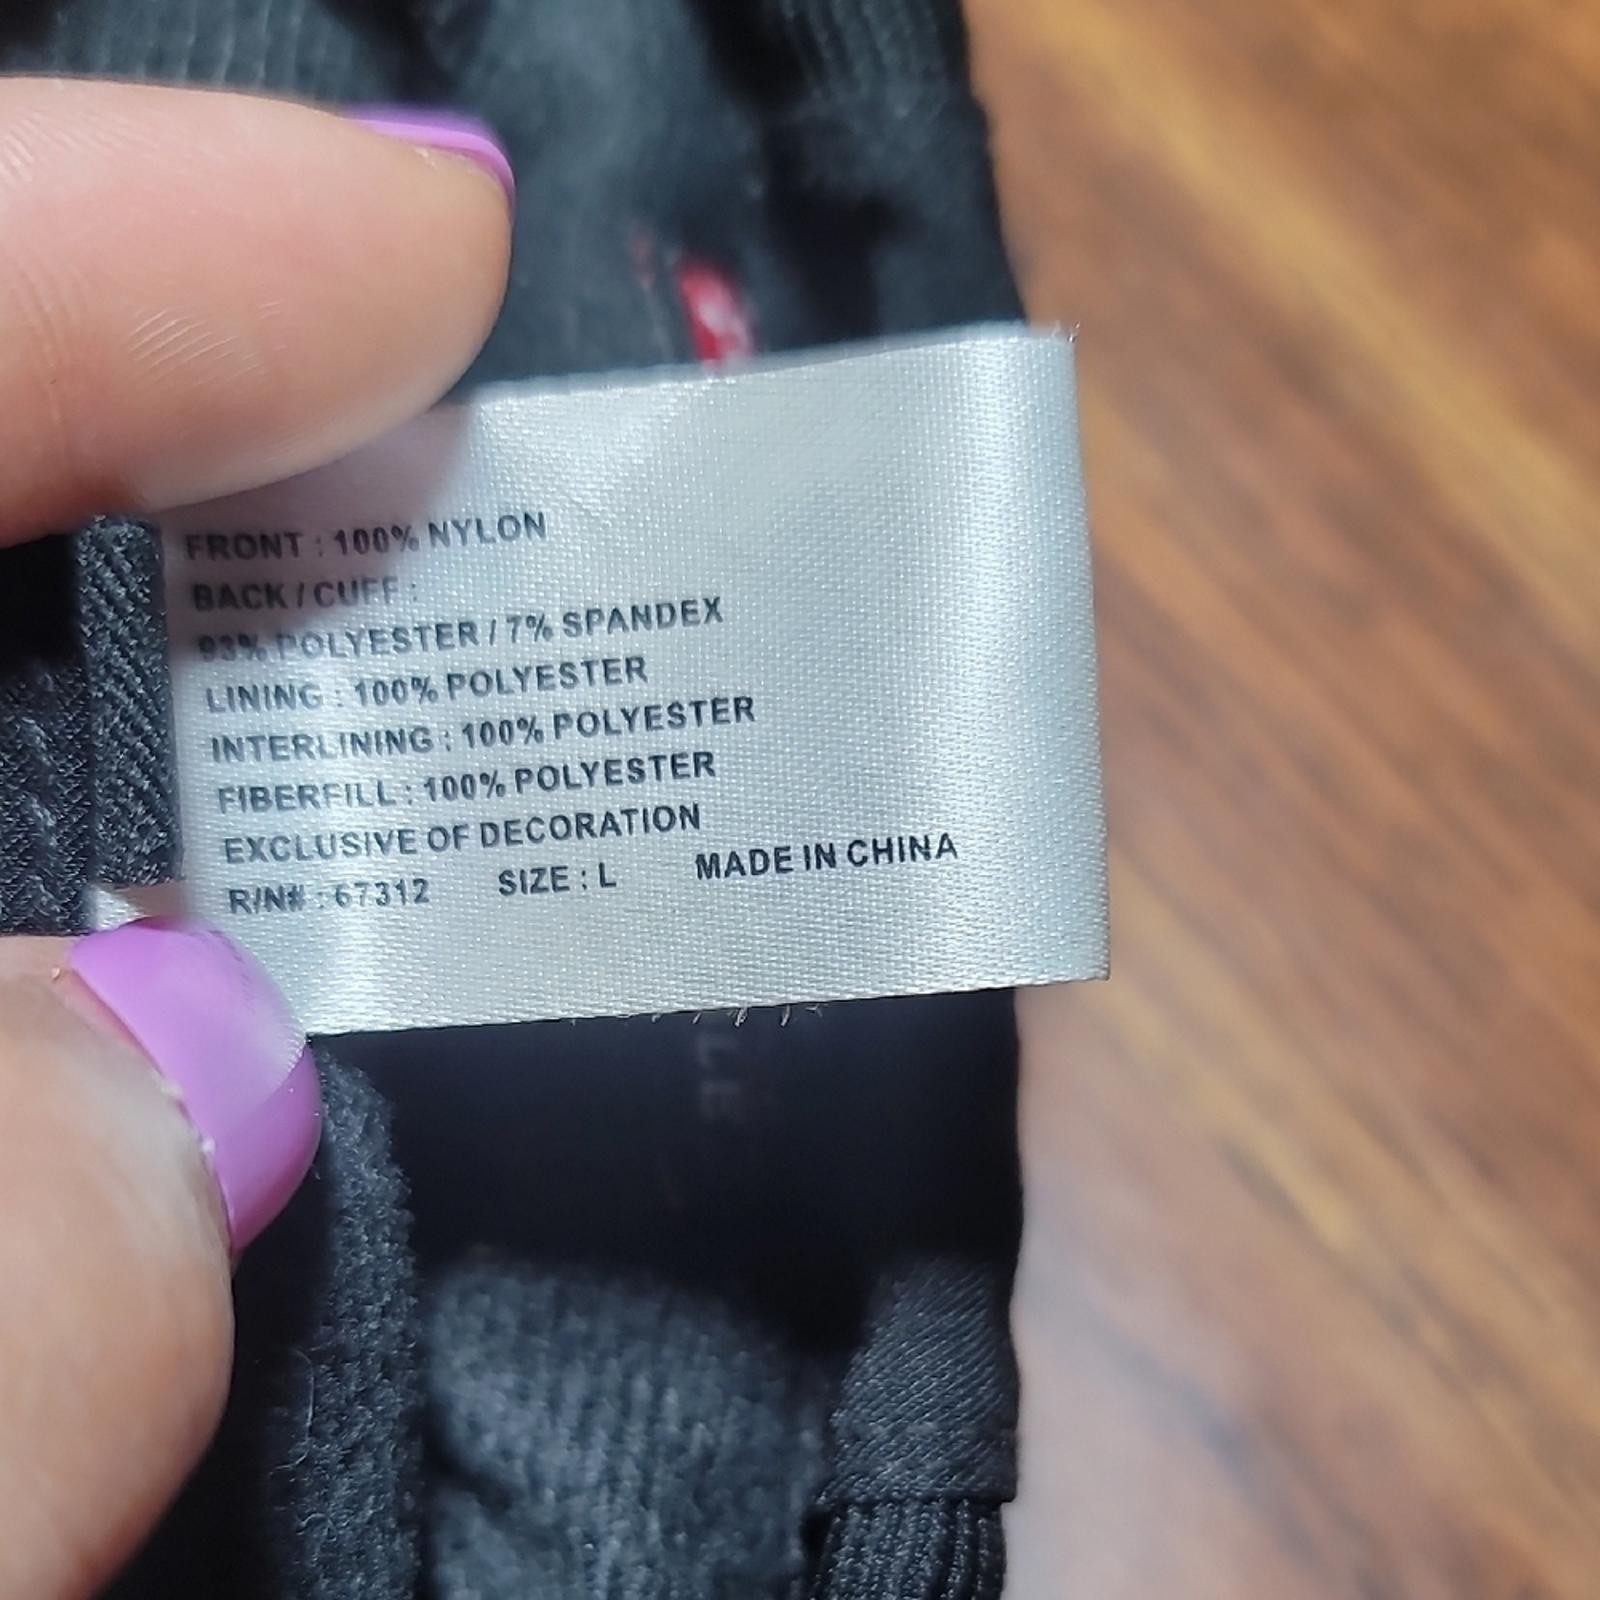 FRONT : 100% NYLON
BACK / CUFF :
93% POLYESTER / 7% SPANDEX
LINING : 100% POLYESTER
INTERLINING : 100% POLYESTER
FIBERFILL : 100% POLYESTER
EXCLUSIVE OF DECORATION
R/N# : 67312 SIZE : L MADE IN CHINA